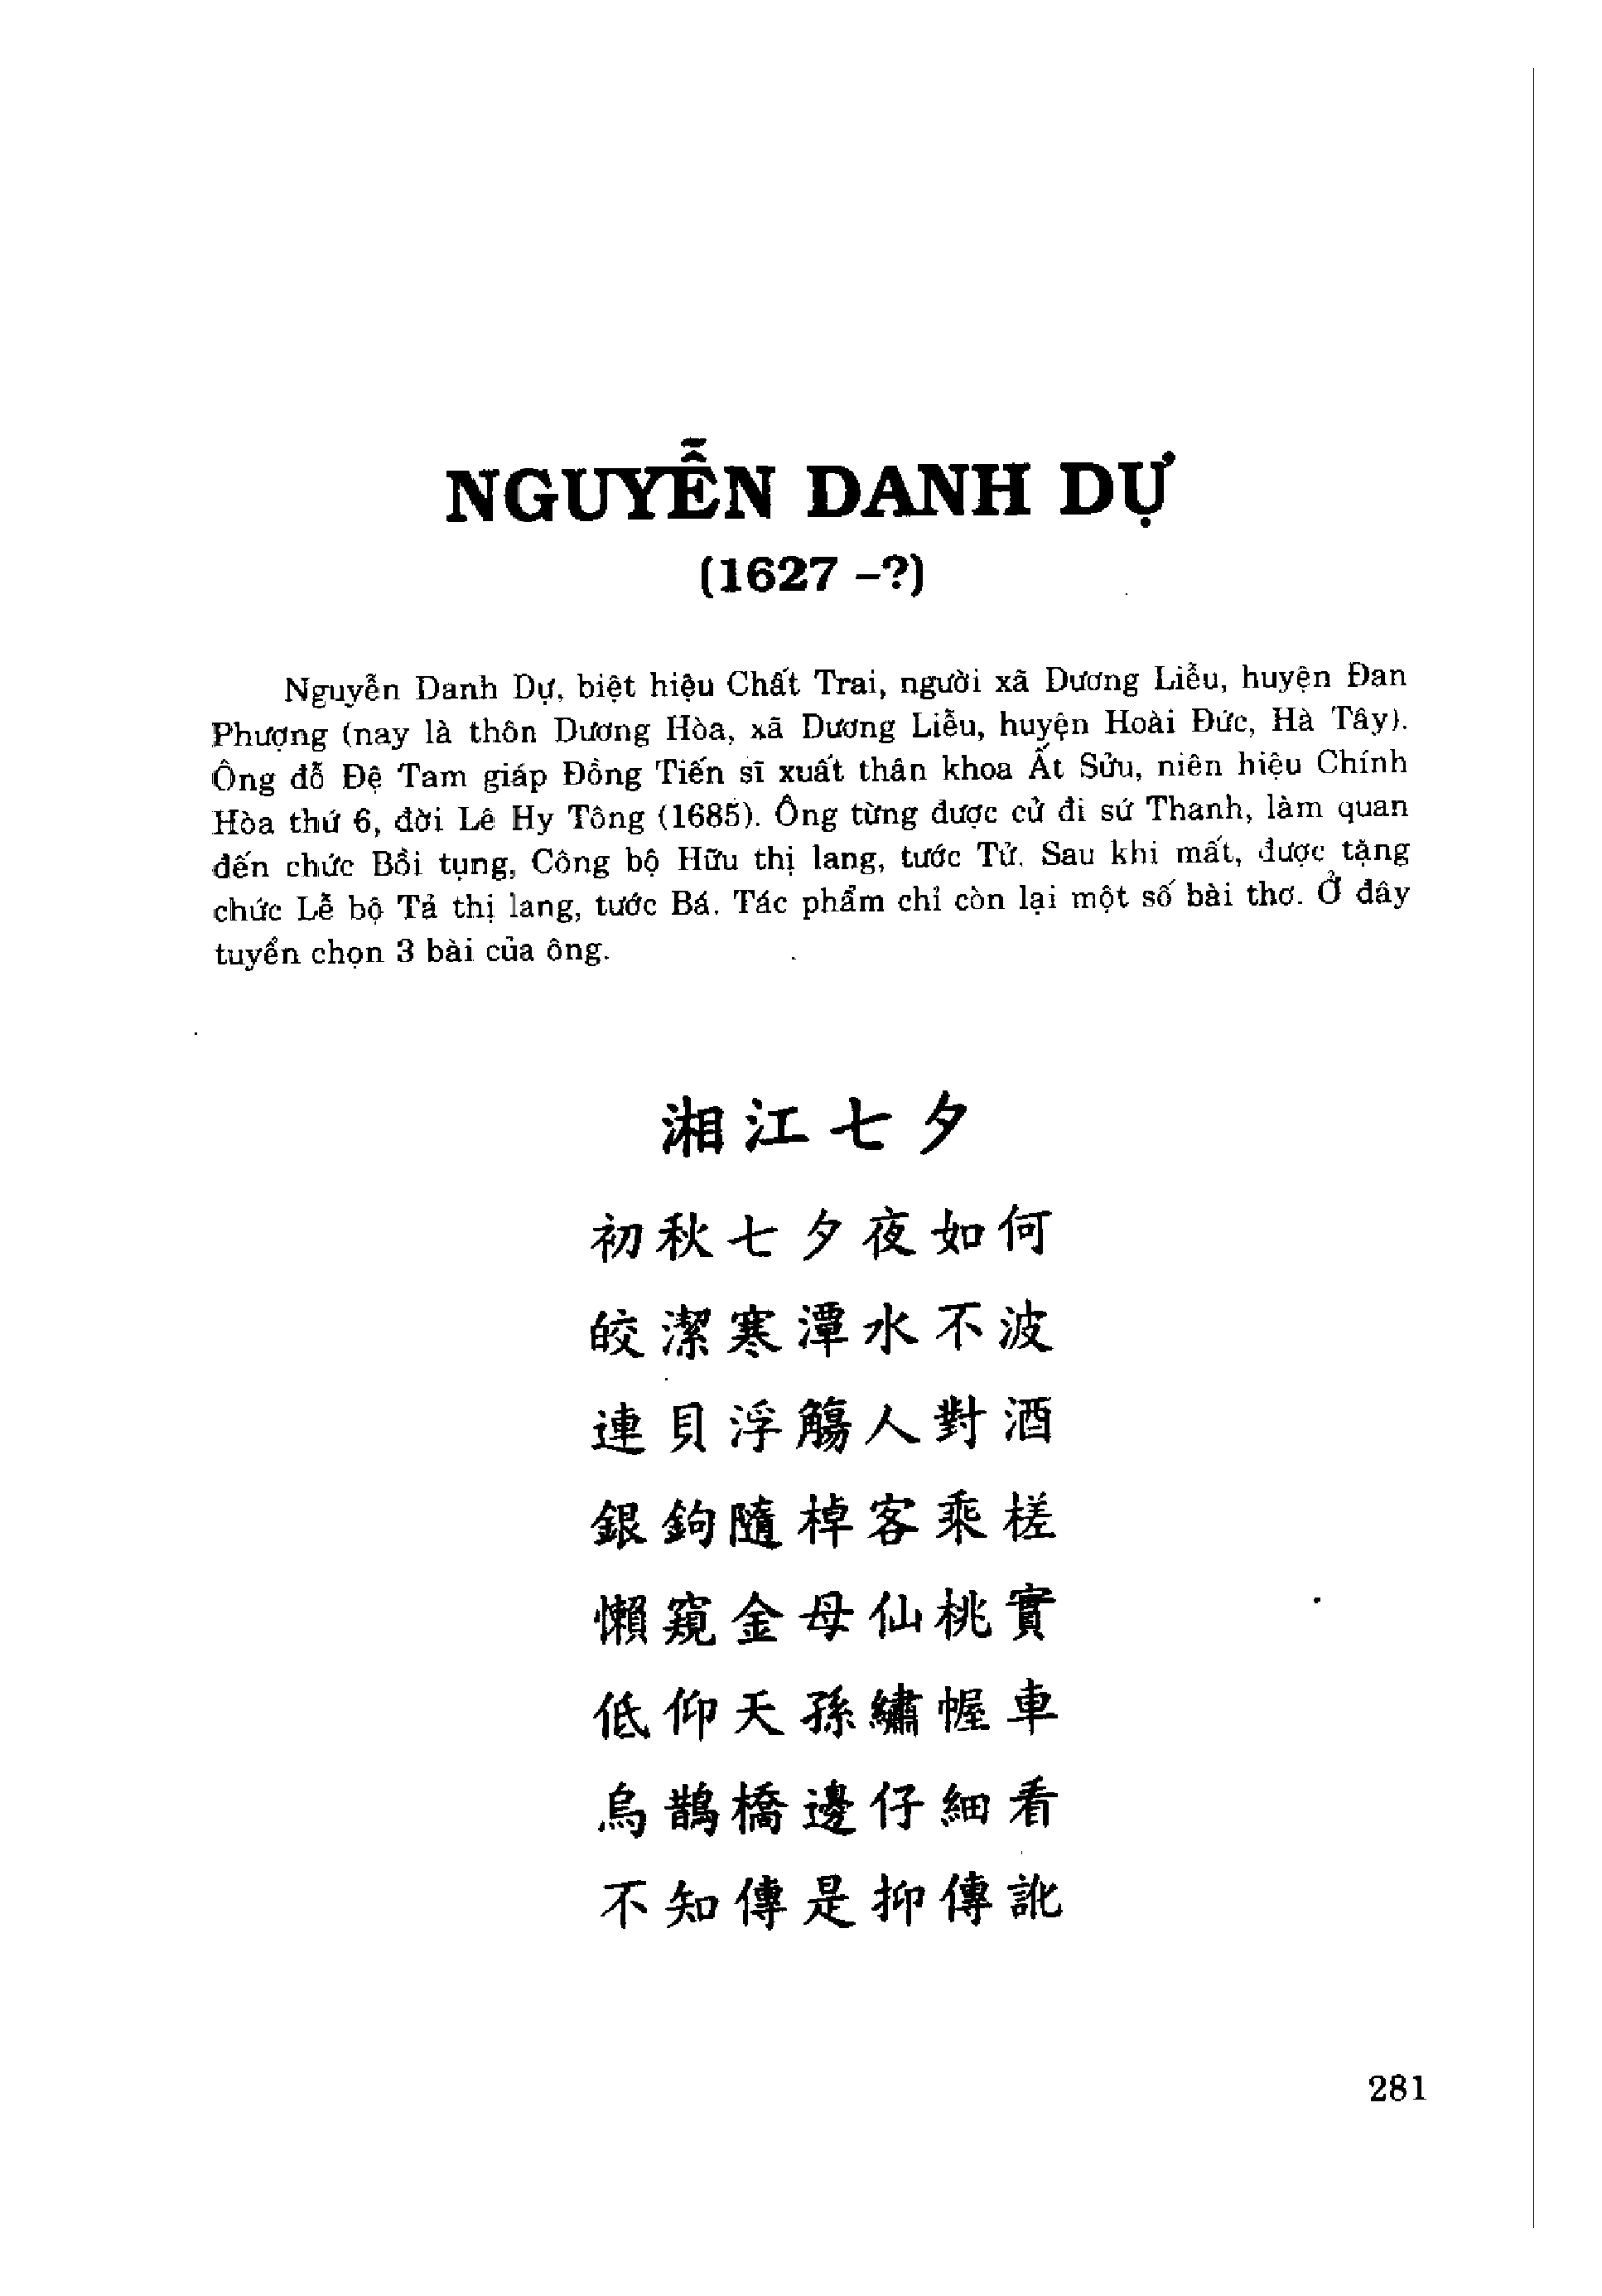 NGUYỄN DANH DỰ
(1627 –?)
Nguyễn Danh Dự, biệt hiệu Chất Trai, người xã Dương Liễu, huyện Đan
Phượng (nay là thôn Dương Hòa, xã Dương Liễu, huyện Hoài Đức, Hà Tây).
Ông đỗ Đệ Tam giáp Đồng Tiến sĩ xuất thân khoa Ất Sửu, niên hiệu Chính
Hòa thứ 6, đời Lê Hy Tông (1685). Ông từng được cử đi sứ Thanh, làm quan
đến chức Bồi tụng, Công bộ Hữu thị lang, tước Tử. Sau khi mất, được tặng
chức Lễ bộ Tả thị lang, tước Bá. Tác phẩm chỉ còn lại một số bài thơ. Ở đây
tuyển chọn 3 bài của ông.
湘江七夕
初秋七夕夜如何
皎潔寒潭水不波
連貝浮觴人對酒
銀鉤隨棹客乘槎
懶窺金母仙桃實
低仰天孫繡幄車
烏鵲橋邊仔細看
不知傳是抑傳訛
281